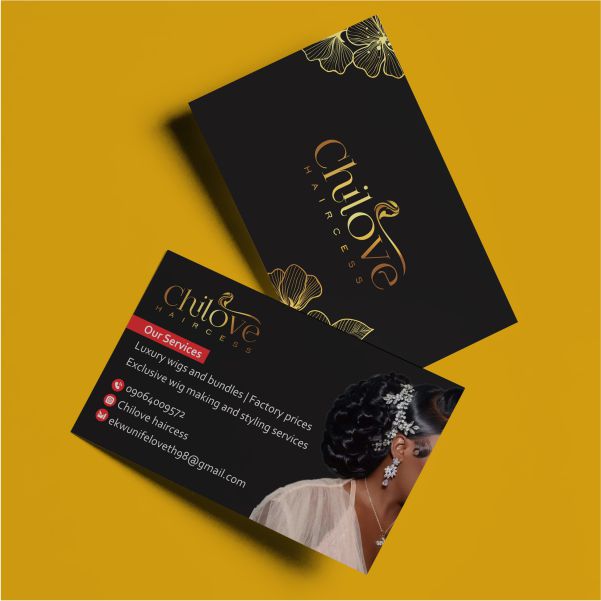 Chilove
HAIRCESS
Chilove
HAIRCESS
Our Services
Luxury wigs and bundles | Factory prices
Exclusive wig making and styling services
09064009572
Chilove haircess
ekwunifeloveth98@gmail.com